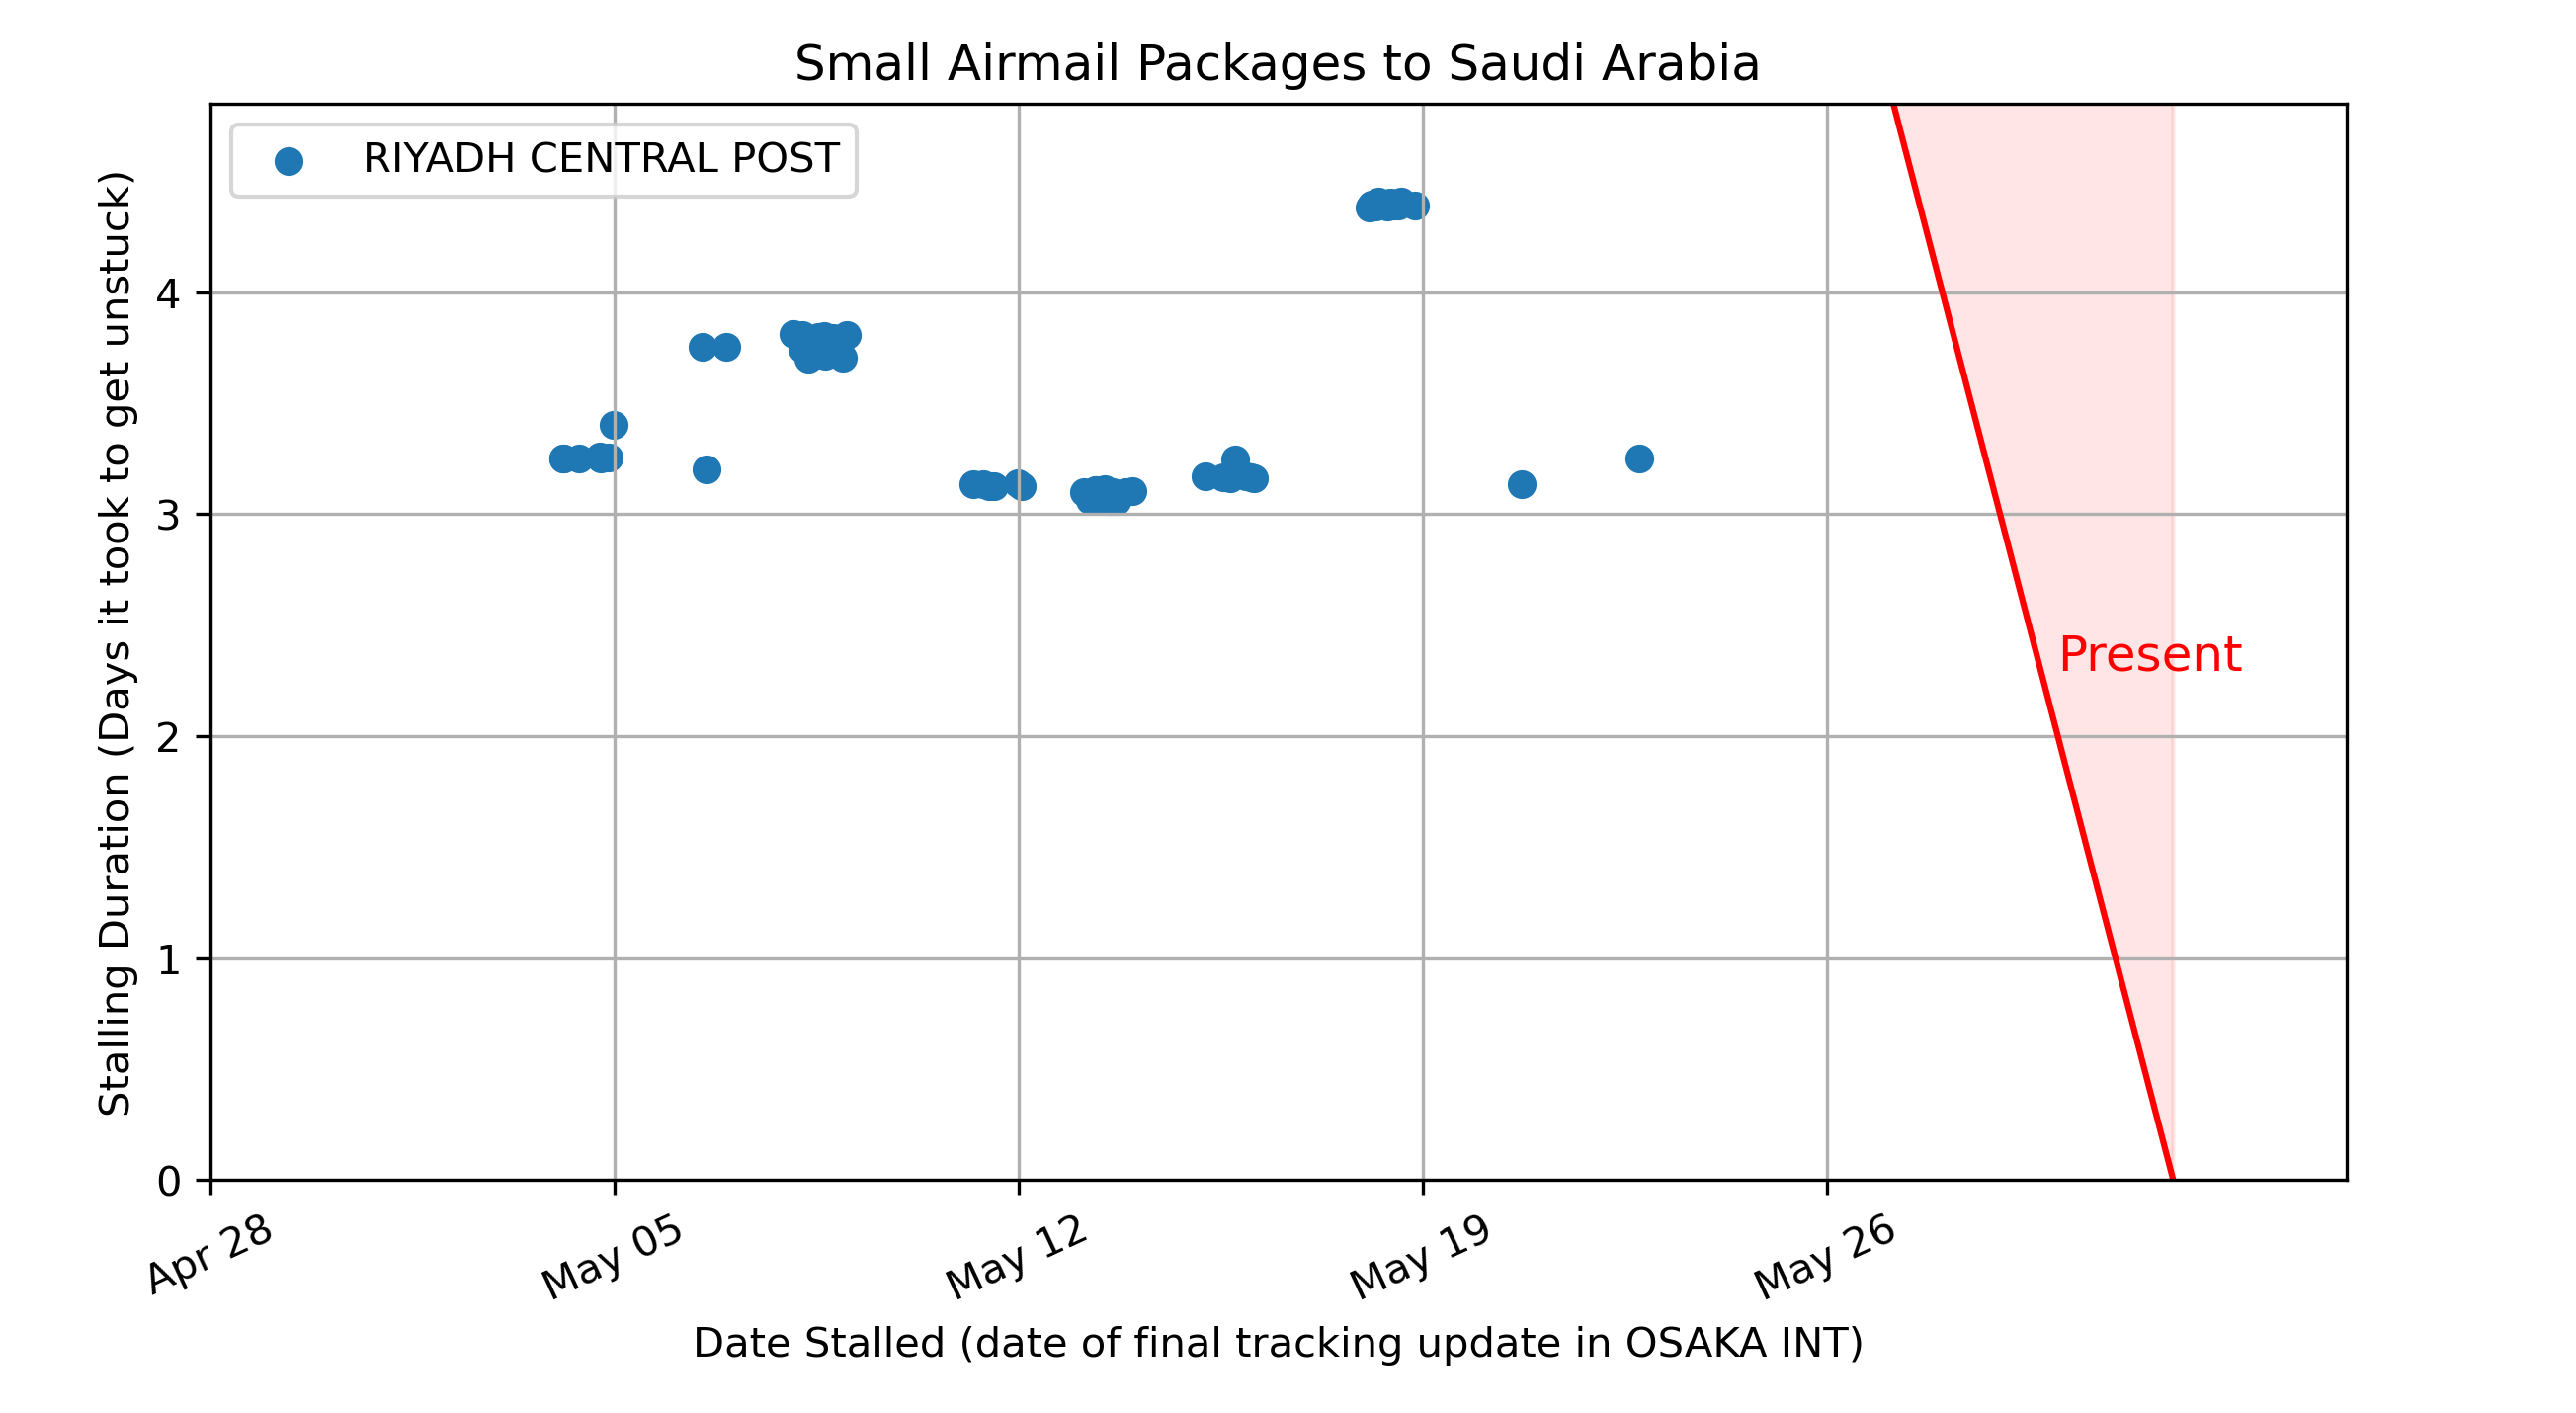 Small Airmail Packages to Saudi Arabia
RIYADH CENTRAL POST
Stalling Duration (Days it took to get unstuck)
4
3
2
1
0
Present
Apr 28
May 05
May 12
May 19
May 26
Date Stalled (date of final tracking update in OSAKA INT)